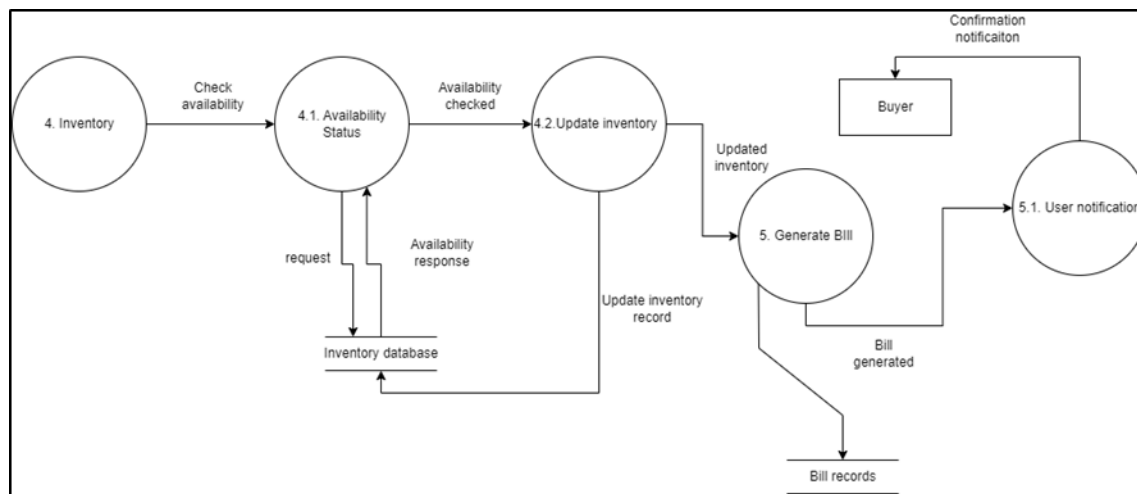 Confirmation
notificaiton
Check
availability
Availability
checked
4. Inventory
4.1. Availability
Status
4.2.Update inventory
Buyer
Updated
inventory
5. Generate BIll
5.1. User notification
request
Availability
response
Update inventory
record
Inventory database
Bill
generated
Bill records